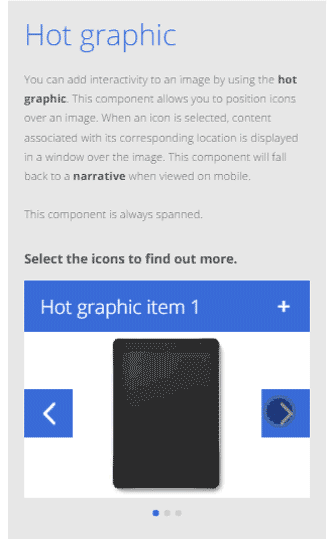 Hot graphic
You can add interactivity to an image by using the hot
graphic. This component allows you to position icons
over an image. When an icon is selected, content
associated with its corresponding location is displayed
in a window over the image. This component will fall
back to a narrative when viewed on mobile.
This component is always spanned.
Select the icons to find out more.
Hot graphic item 1 +